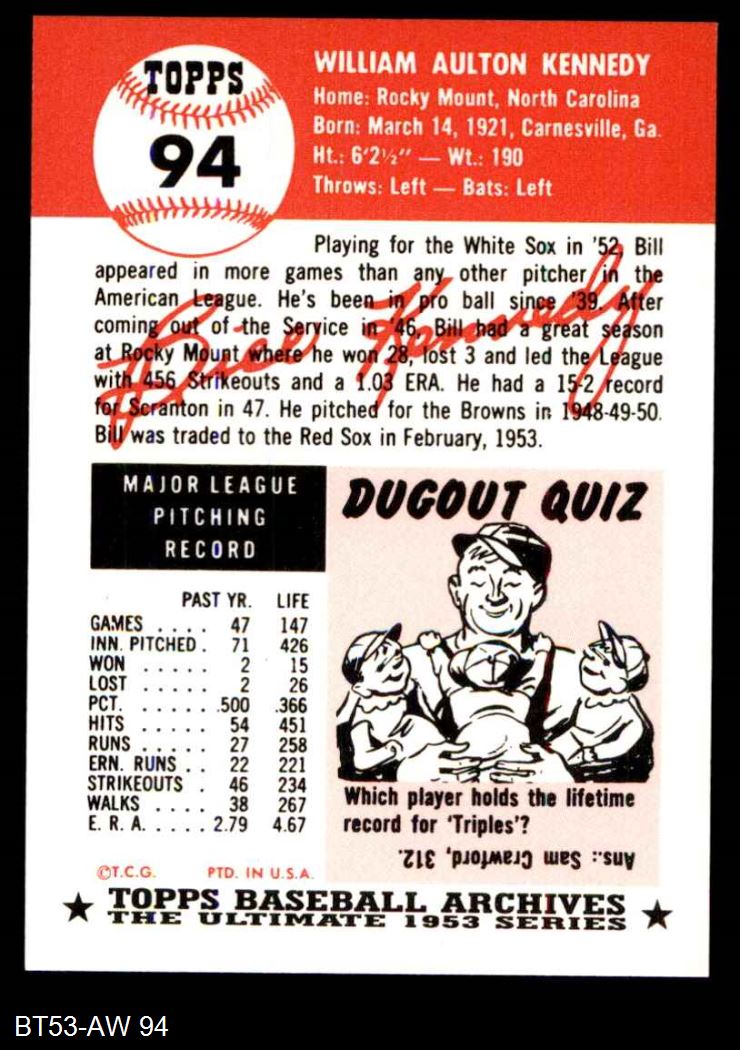 TOPPS
94
WILLIAM AULTON KENNEDY
Home: Rocky Mount, North Carolina
Born: March 14, 1921, Carnesville, Ga.
Ht.: 6'2½" — Wt.: 190
Throws: Left — Bats: Left
Playing for the White Sox in '52, Bill
appeared in more games than any other pitcher in the
American League. He's been in pro ball since '39. After
coming out of the Service in '46, Bill had a great season
at Rocky Mount where he won 28, lost 3 and led the League
with 456 Strikeouts and a 1.03 ERA. He had a 15-2 record
for Scranton in 47. He pitched for the Browns in 1948-49-50.
Bill was traded to the Red Sox in February, 1953.
Bill Kennedy
MAJOR LEAGUE
PITCHING
RECORD
PAST YR. LIFE
GAMES . . . . 47 147
INN. PITCHED . 71 426
WON . . . . . 2 15
LOST . . . . . 2 26
PCT. . . . . . .500 .366
HITS . . . . . 54 451
RUNS . . . . . 27 258
ERN. RUNS . . 22 221
STRIKEOUTS . 46 234
WALKS . . . . 38 267
E. R. A. . . . . . 2.79 4.67
©T.C.G. PTD. IN U.S.A.
DUGOUT QUIZ
Which player holds the lifetime
record for 'Triples'?
Ans.: Sam Crawford, 312.
TOPPS BASEBALL ARCHIVES
THE ULTIMATE 1953 SERIES
BT53-AW 94